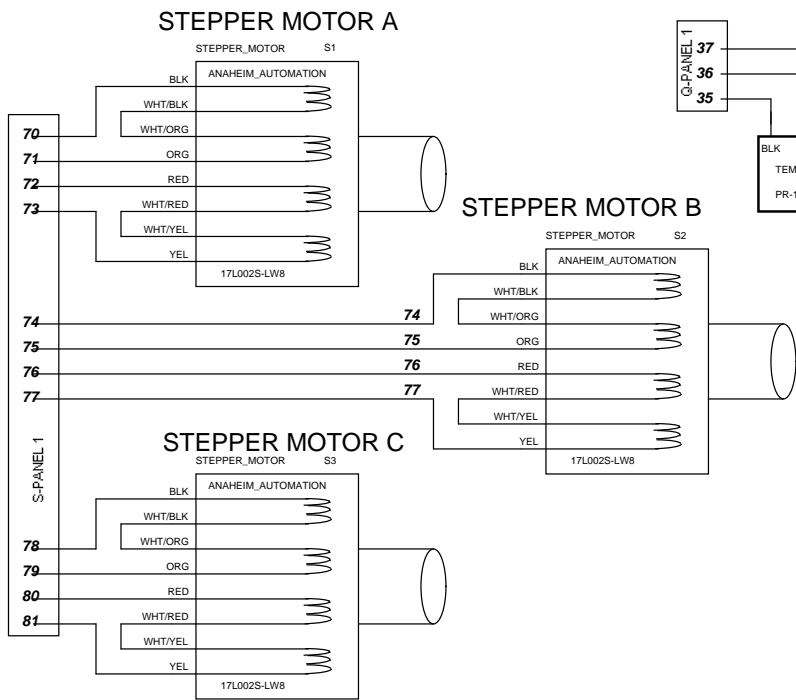 STEPPER MOTOR A
STEPPER_MOTOR S1
ANAHEIM_AUTOMATION
BLK
WHT/BLK
WHT/ORG
ORG
RED
WHT/RED
WHT/YEL
YEL
17L002S-LW8
70
71
72
73
74
75
76
77
S-PANEL 1
78
79
80
81
Q-PANEL 1
37
36
35
BLK
TEM
PR-1
STEPPER MOTOR B
STEPPER_MOTOR S2
ANAHEIM_AUTOMATION
BLK
WHT/BLK
74
WHT/ORG
75
ORG
76
RED
77
WHT/RED
WHT/YEL
YEL
17L002S-LW8
STEPPER MOTOR C
STEPPER_MOTOR S3
ANAHEIM_AUTOMATION
BLK
WHT/BLK
WHT/ORG
ORG
RED
WHT/RED
WHT/YEL
YEL
17L002S-LW8